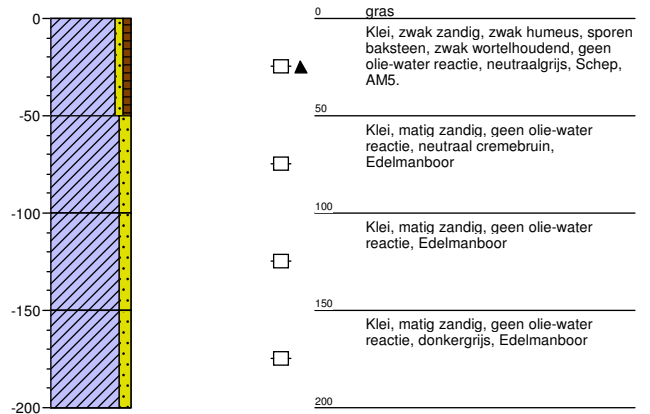 0
-50
-100
-150
-200
0 gras
Klei, zwak zandig, zwak humeus, sporen
baksteen, zwak wortelhoudend, geen
olie-water reactie, neutraalgrijs, Schep,
AM5.
50
Klei, matig zandig, geen olie-water
reactie, neutraal cremebruin,
Edelmanboor
100
Klei, matig zandig, geen olie-water
reactie, Edelmanboor
150
Klei, matig zandig, geen olie-water
reactie, donkergrijs, Edelmanboor
200